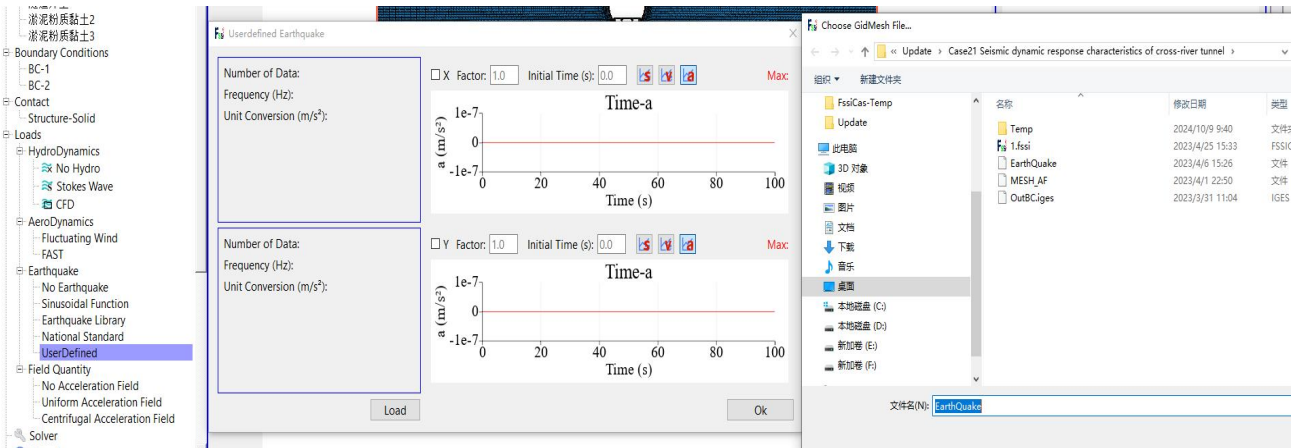 淤泥粉质黏土2
淤泥粉质黏土3
Boundary Conditions
BC-1
BC-2
Contact
Structure-Solid
Loads
HydroDynamics
No Hydro
Stokes Wave
CFD
AeroDynamics
Fluctuating Wind
FAST
Earthquake
No Earthquake
Sinusoidal Function
Earthquake Library
National Standard
UserDefined
Field Quantity
No Acceleration Field
Uniform Acceleration Field
Centrifugal Acceleration Field
Solver
Userdefined Earthquake
Number of Data:
Frequency (Hz):
Unit Conversion (m/s²):
X Factor: 1.0 Initial Time (s): 0.0 S V a Max:
Time-a
a (m/s²)
1e-7
0
-1e-7
0 20 40 60 80 100
Time (s)
Number of Data:
Frequency (Hz):
Unit Conversion (m/s²):
Y Factor: 1.0 Initial Time (s): 0.0 S V a Max:
Time-a
a (m/s²)
1e-7
0
-1e-7
0 20 40 60 80 100
Time (s)
Load
Ok
Choose GidMesh File...
« Update > Case21 Seismic dynamic response characteristics of cross-river tunnel >
组织 新建文件夹
FssiCas-Temp
Update
此电脑
3D 对象
视频
图片
文档
下载
音乐
桌面
本地磁盘 (C:)
本地磁盘 (D:)
新加卷 (E:)
新加卷 (F:)
名称 修改日期 类型
Temp 2024/10/9 9:40 文件夹
1.fssi 2023/4/25 15:33 FSSIC
EarthQuake 2023/4/6 15:26 文件
MESH_AF 2023/4/1 22:50 文件
OutBC.iges 2023/3/31 11:04 IGES
文件名(N): EarthQuake